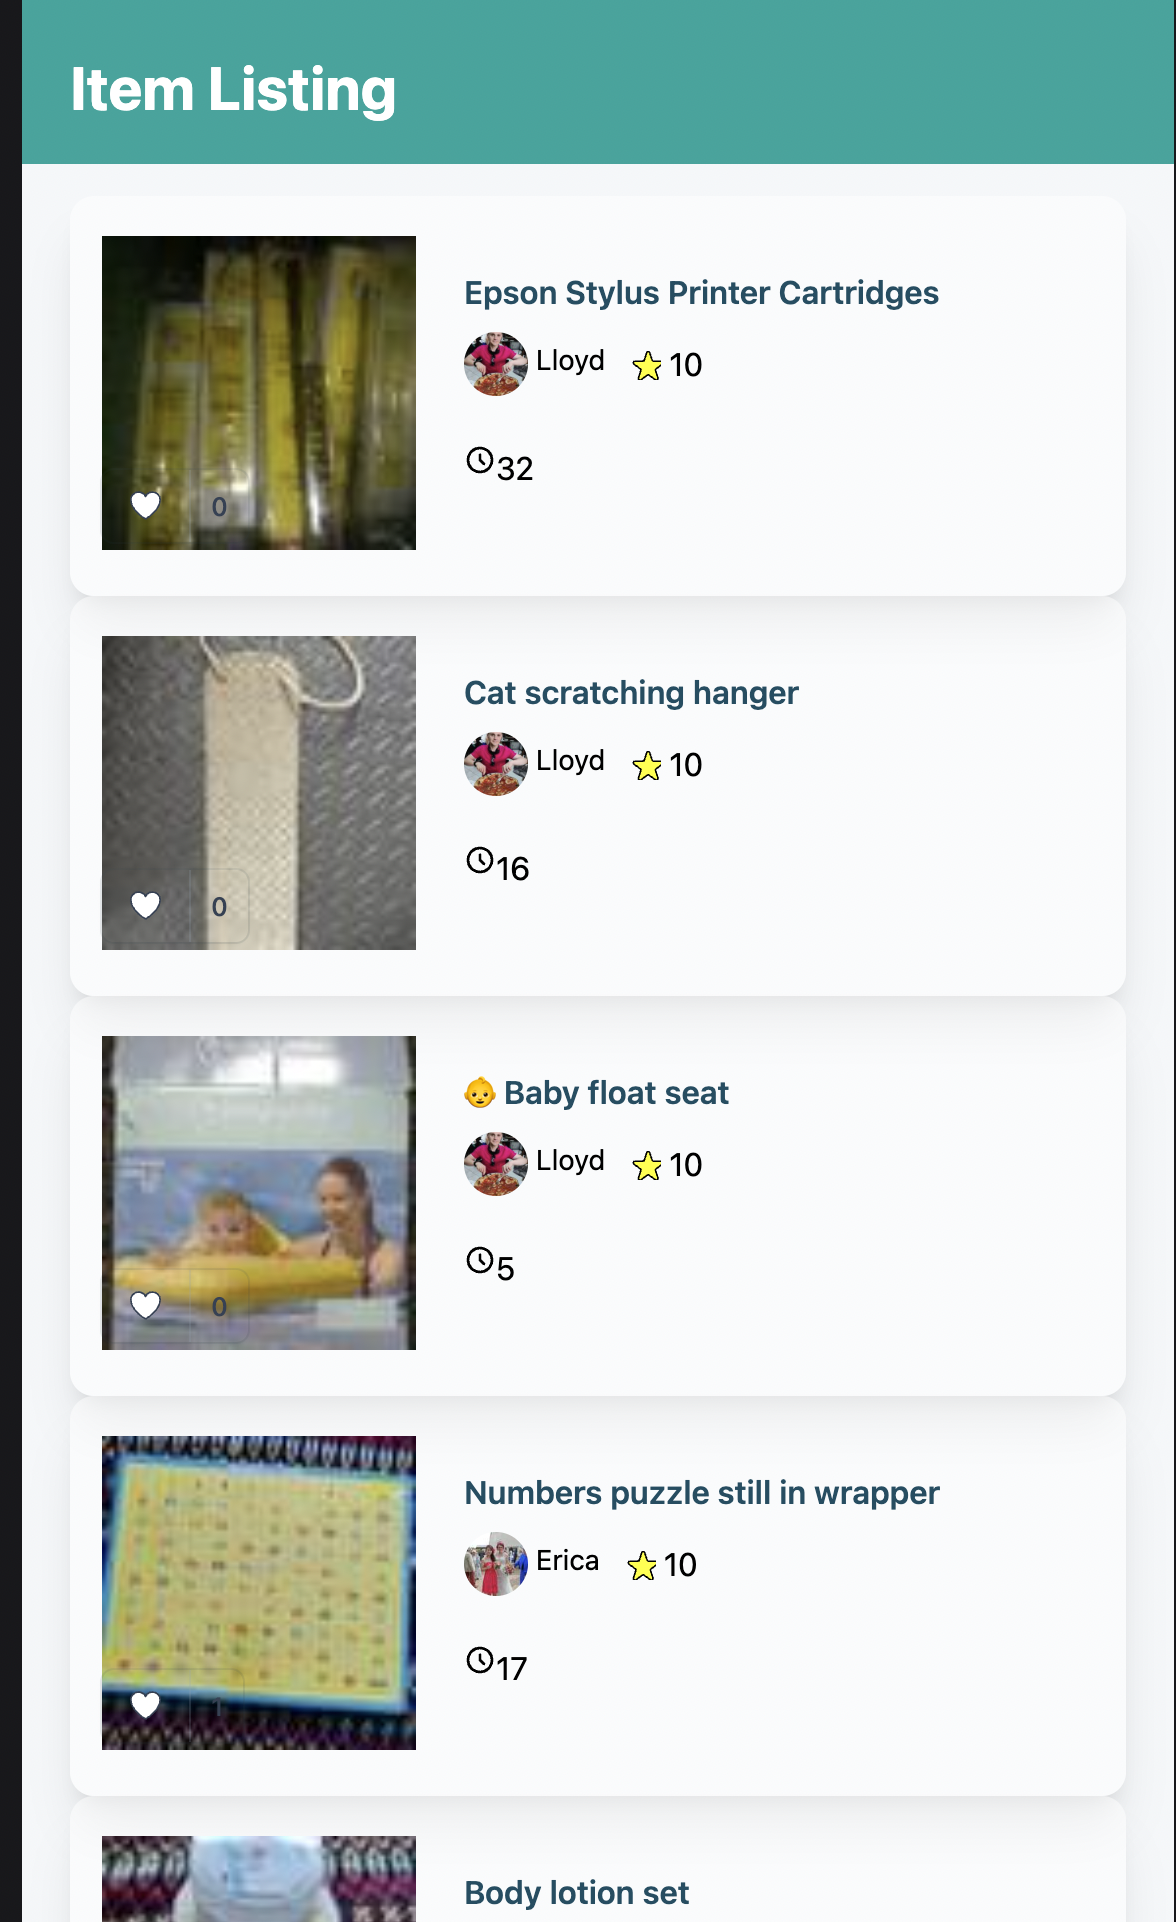 Item Listing
Epson Stylus Printer Cartridges
Lloyd 10
32
0
Cat scratching hanger
Lloyd 10
16
0
👶 Baby float seat
Lloyd 10
5
0
Numbers puzzle still in wrapper
Erica 10
17
1
Body lotion set